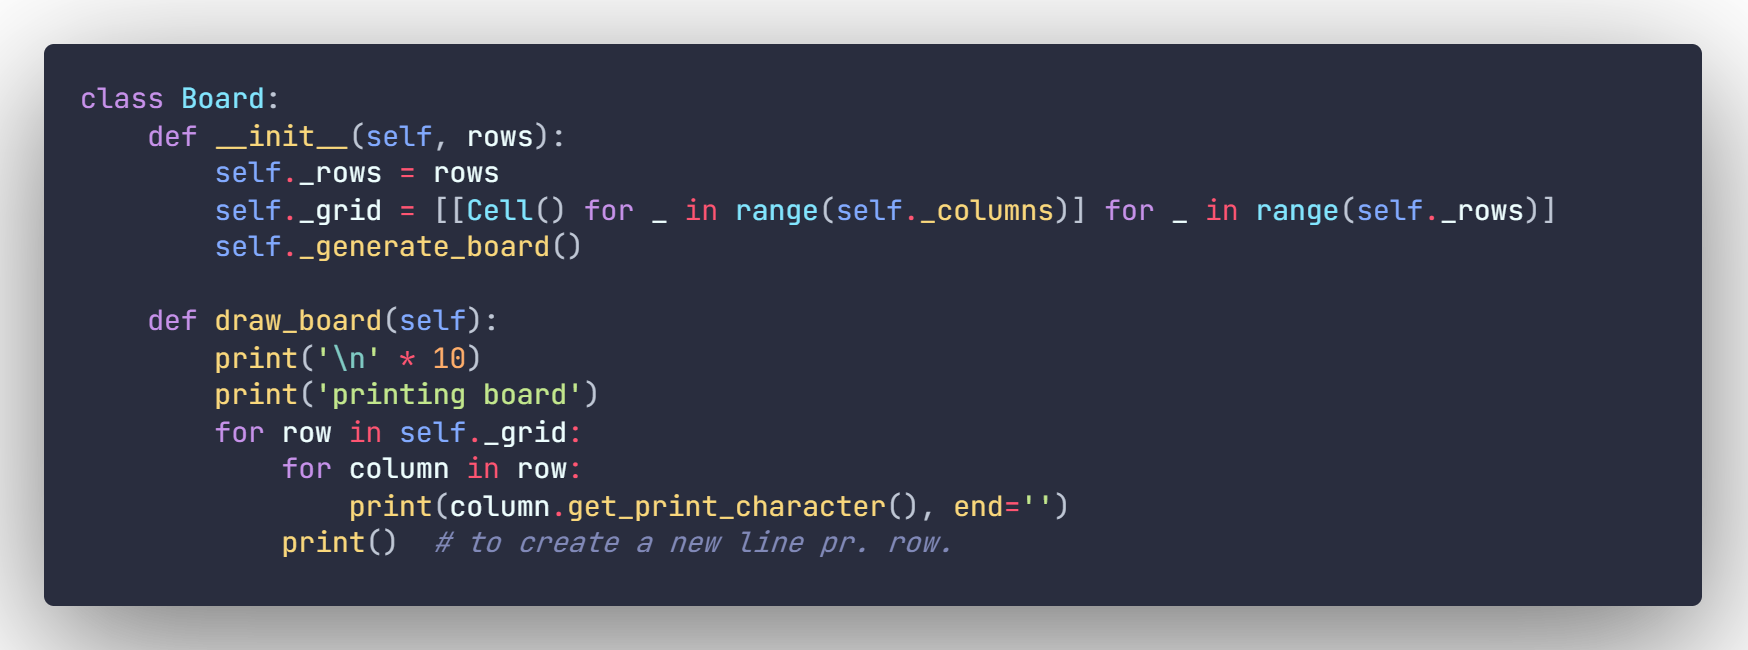 class Board:
    def __init__(self, rows):
        self._rows = rows
        self._grid = [[Cell() for _ in range(self._columns)] for _ in range(self._rows)]
        self._generate_board()

    def draw_board(self):
        print('\n' * 10)
        print('printing board')
        for row in self._grid:
            for column in row:
                print(column.get_print_character(), end='')
            print()  # to create a new line pr. row.